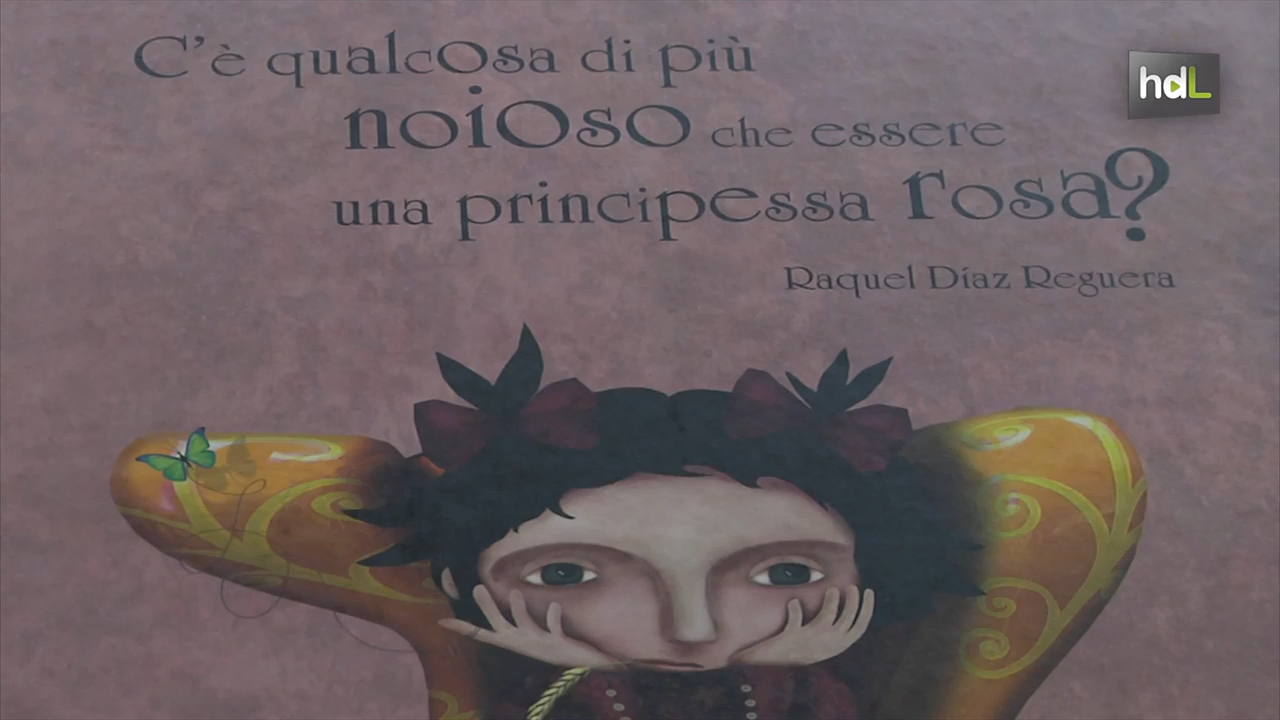 C'è qualcosa di più
noioso che essere
una principessa rosa?
Raquel Díaz Reguera
hdL